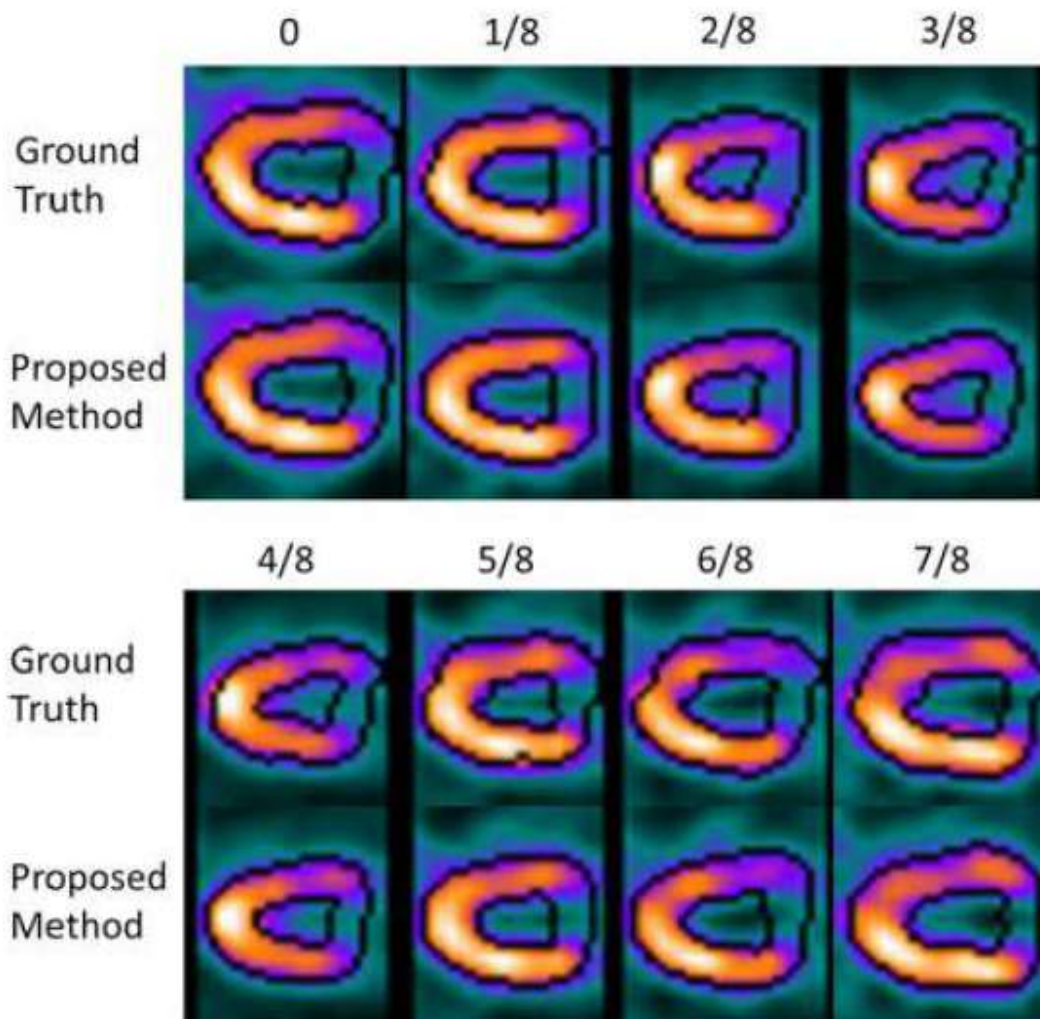 0 1/8 2/8 3/8
Ground
Truth
Proposed
Method
4/8 5/8 6/8 7/8
Ground
Truth
Proposed
Method